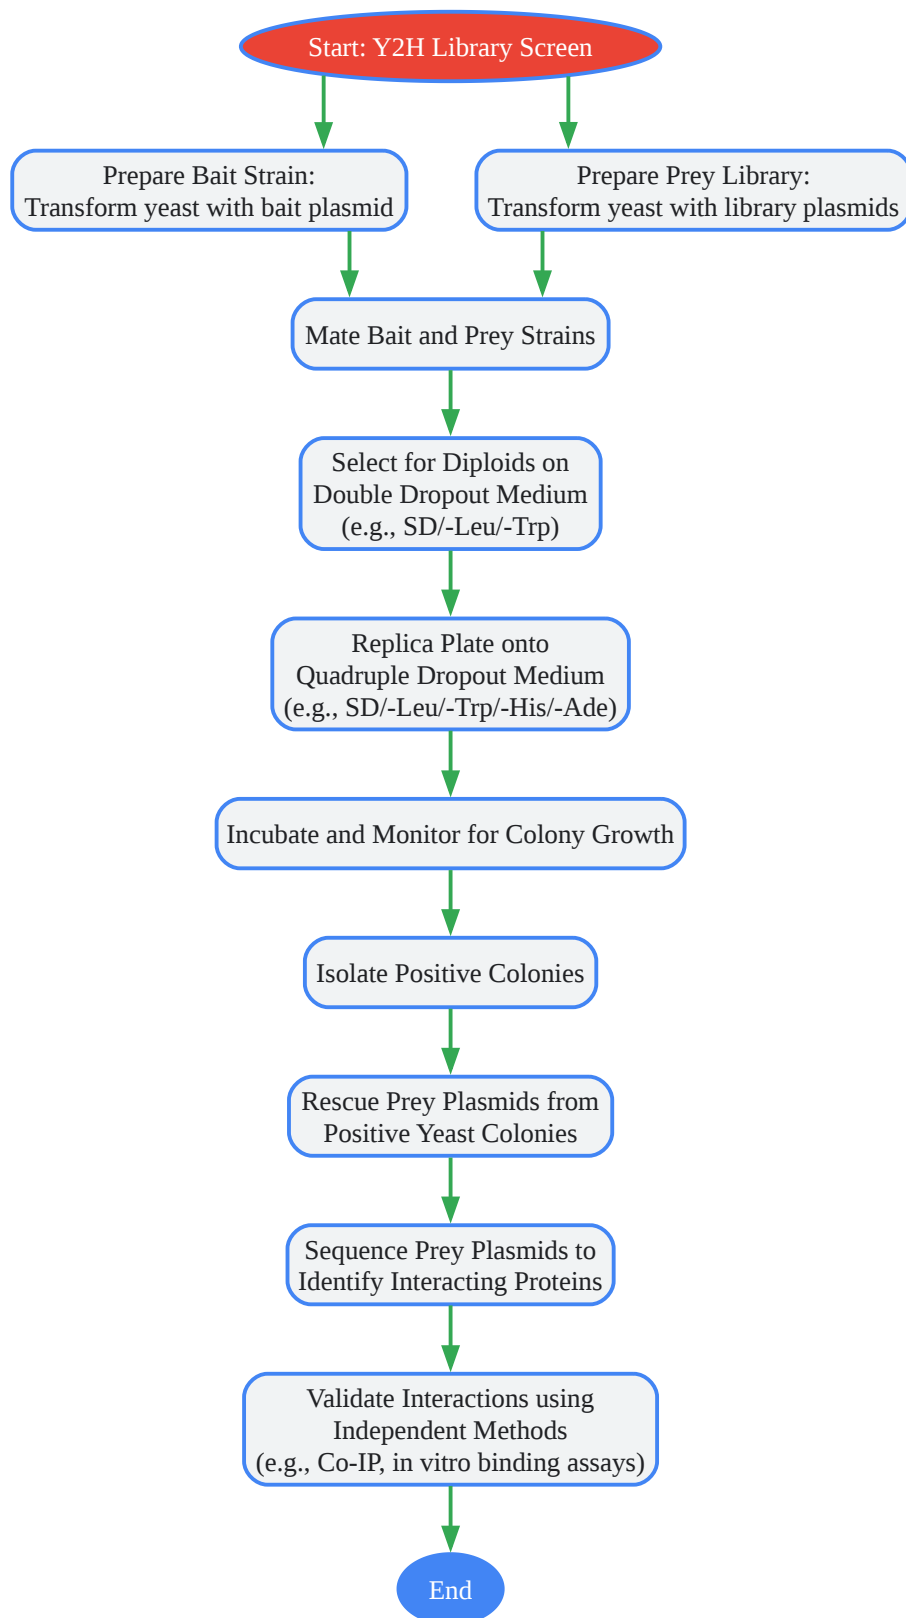 Start: Y2H Library Screen
Prepare Bait Strain:
Transform yeast with bait plasmid
Prepare Prey Library:
Transform yeast with library plasmids
Mate Bait and Prey Strains
Select for Diploids on
Double Dropout Medium
(e.g., SD/-Leu/-Trp)
Replica Plate onto
Quadruple Dropout Medium
(e.g., SD/-Leu/-Trp/-His/-Ade)
Incubate and Monitor for Colony Growth
Isolate Positive Colonies
Rescue Prey Plasmids from
Positive Yeast Colonies
Sequence Prey Plasmids to
Identify Interacting Proteins
Validate Interactions using
Independent Methods
(e.g., Co-IP, in vitro binding assays)
End